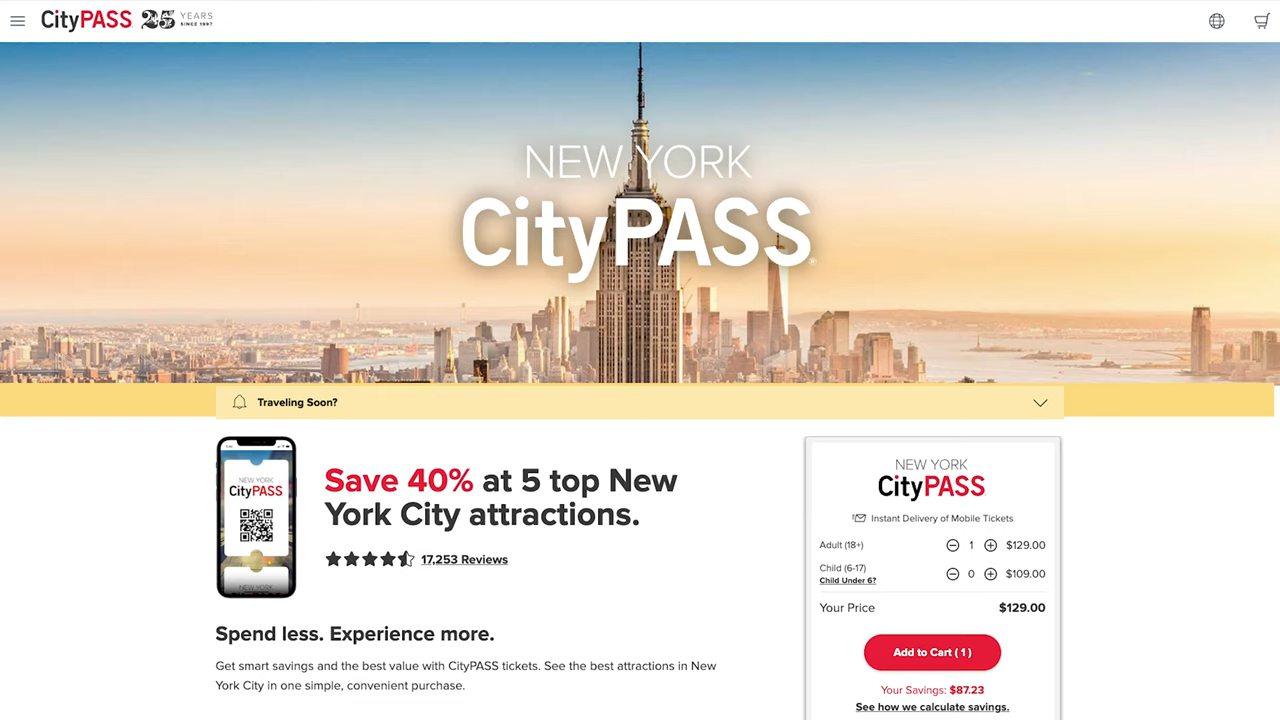 CityPASS 25 YEARS
SINCE 1997
NEW YORK
CityPASS®
Traveling Soon?
NEW YORK
CityPASS
NEW YORK
Save 40% at 5 top New
York City attractions.
17,253 Reviews
Spend less. Experience more.
Get smart savings and the best value with CityPASS tickets. See the best attractions in New
York City in one simple, convenient purchase.
NEW YORK
CityPASS
Instant Delivery of Mobile Tickets
Adult (18+) 1 $129.00
Child (6-17) 0 $109.00
Child Under 6?
Your Price $129.00
Add to Cart ( 1 )
Your Savings: $87.23
See how we calculate savings.